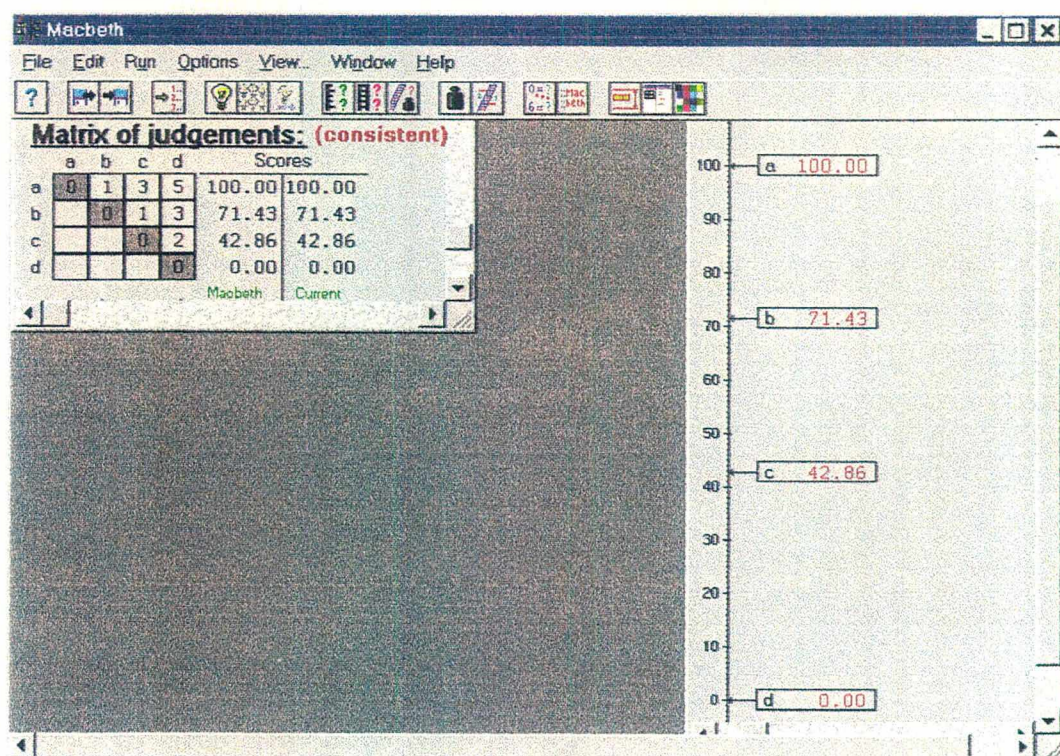 Macbeth
File Edit Run Options View... Window Help
Matrix of judgements: (consistent)
a b c d Scores
a 0 1 3 5 100.00 100.00
b 0 1 3 71.43 71.43
c 0 2 42.86 42.86
d 0 0.00 0.00
Macbeth Current
100
90
80
70
60
50
40
30
20
10
0
a 100.00
b 71.43
c 42.86
d 0.00